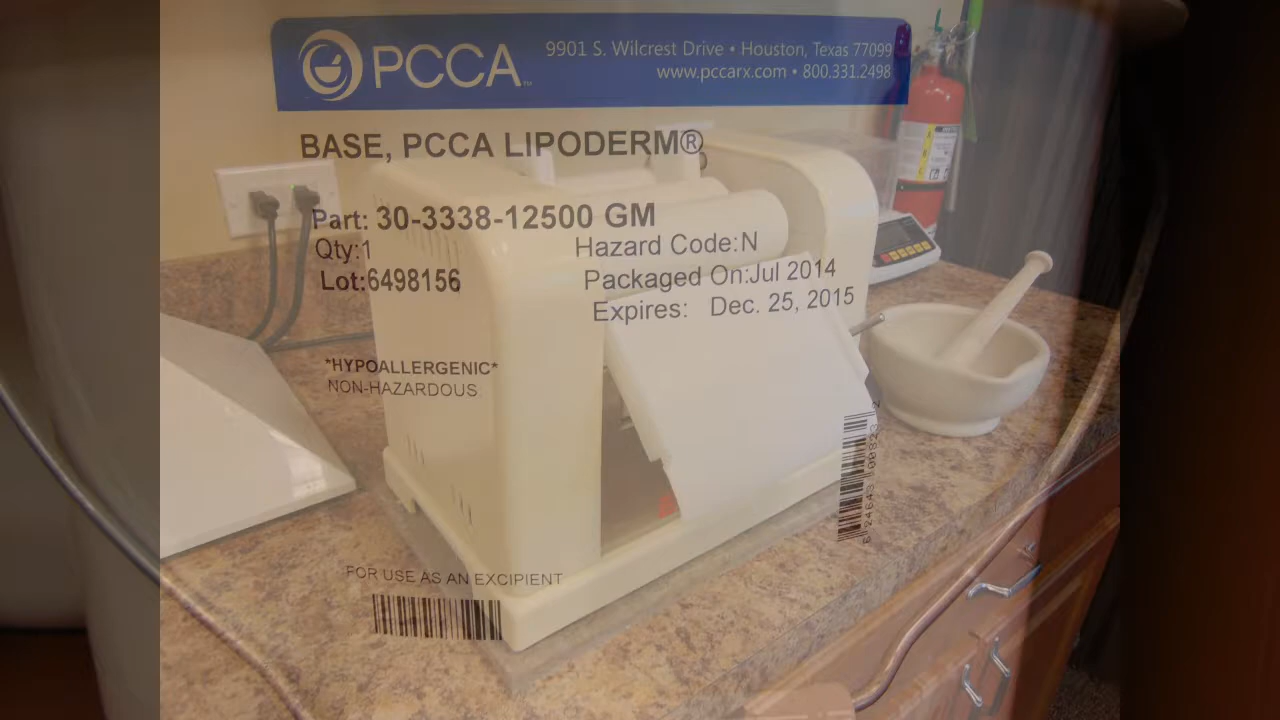 PCCA™
9901 S. Wilcrest Drive • Houston, Texas 77099
www.pccarx.com • 800.331.2498
BASE, PCCA LIPODERM®
Part: 30-3338-12500 GM
Qty:1
Hazard Code:N
Lot:6498156
Packaged On:Jul 2014
Expires: Dec. 25, 2015
*HYPOALLERGENIC*
NON-HAZARDOUS.
FOR USE AS AN EXCIPIENT